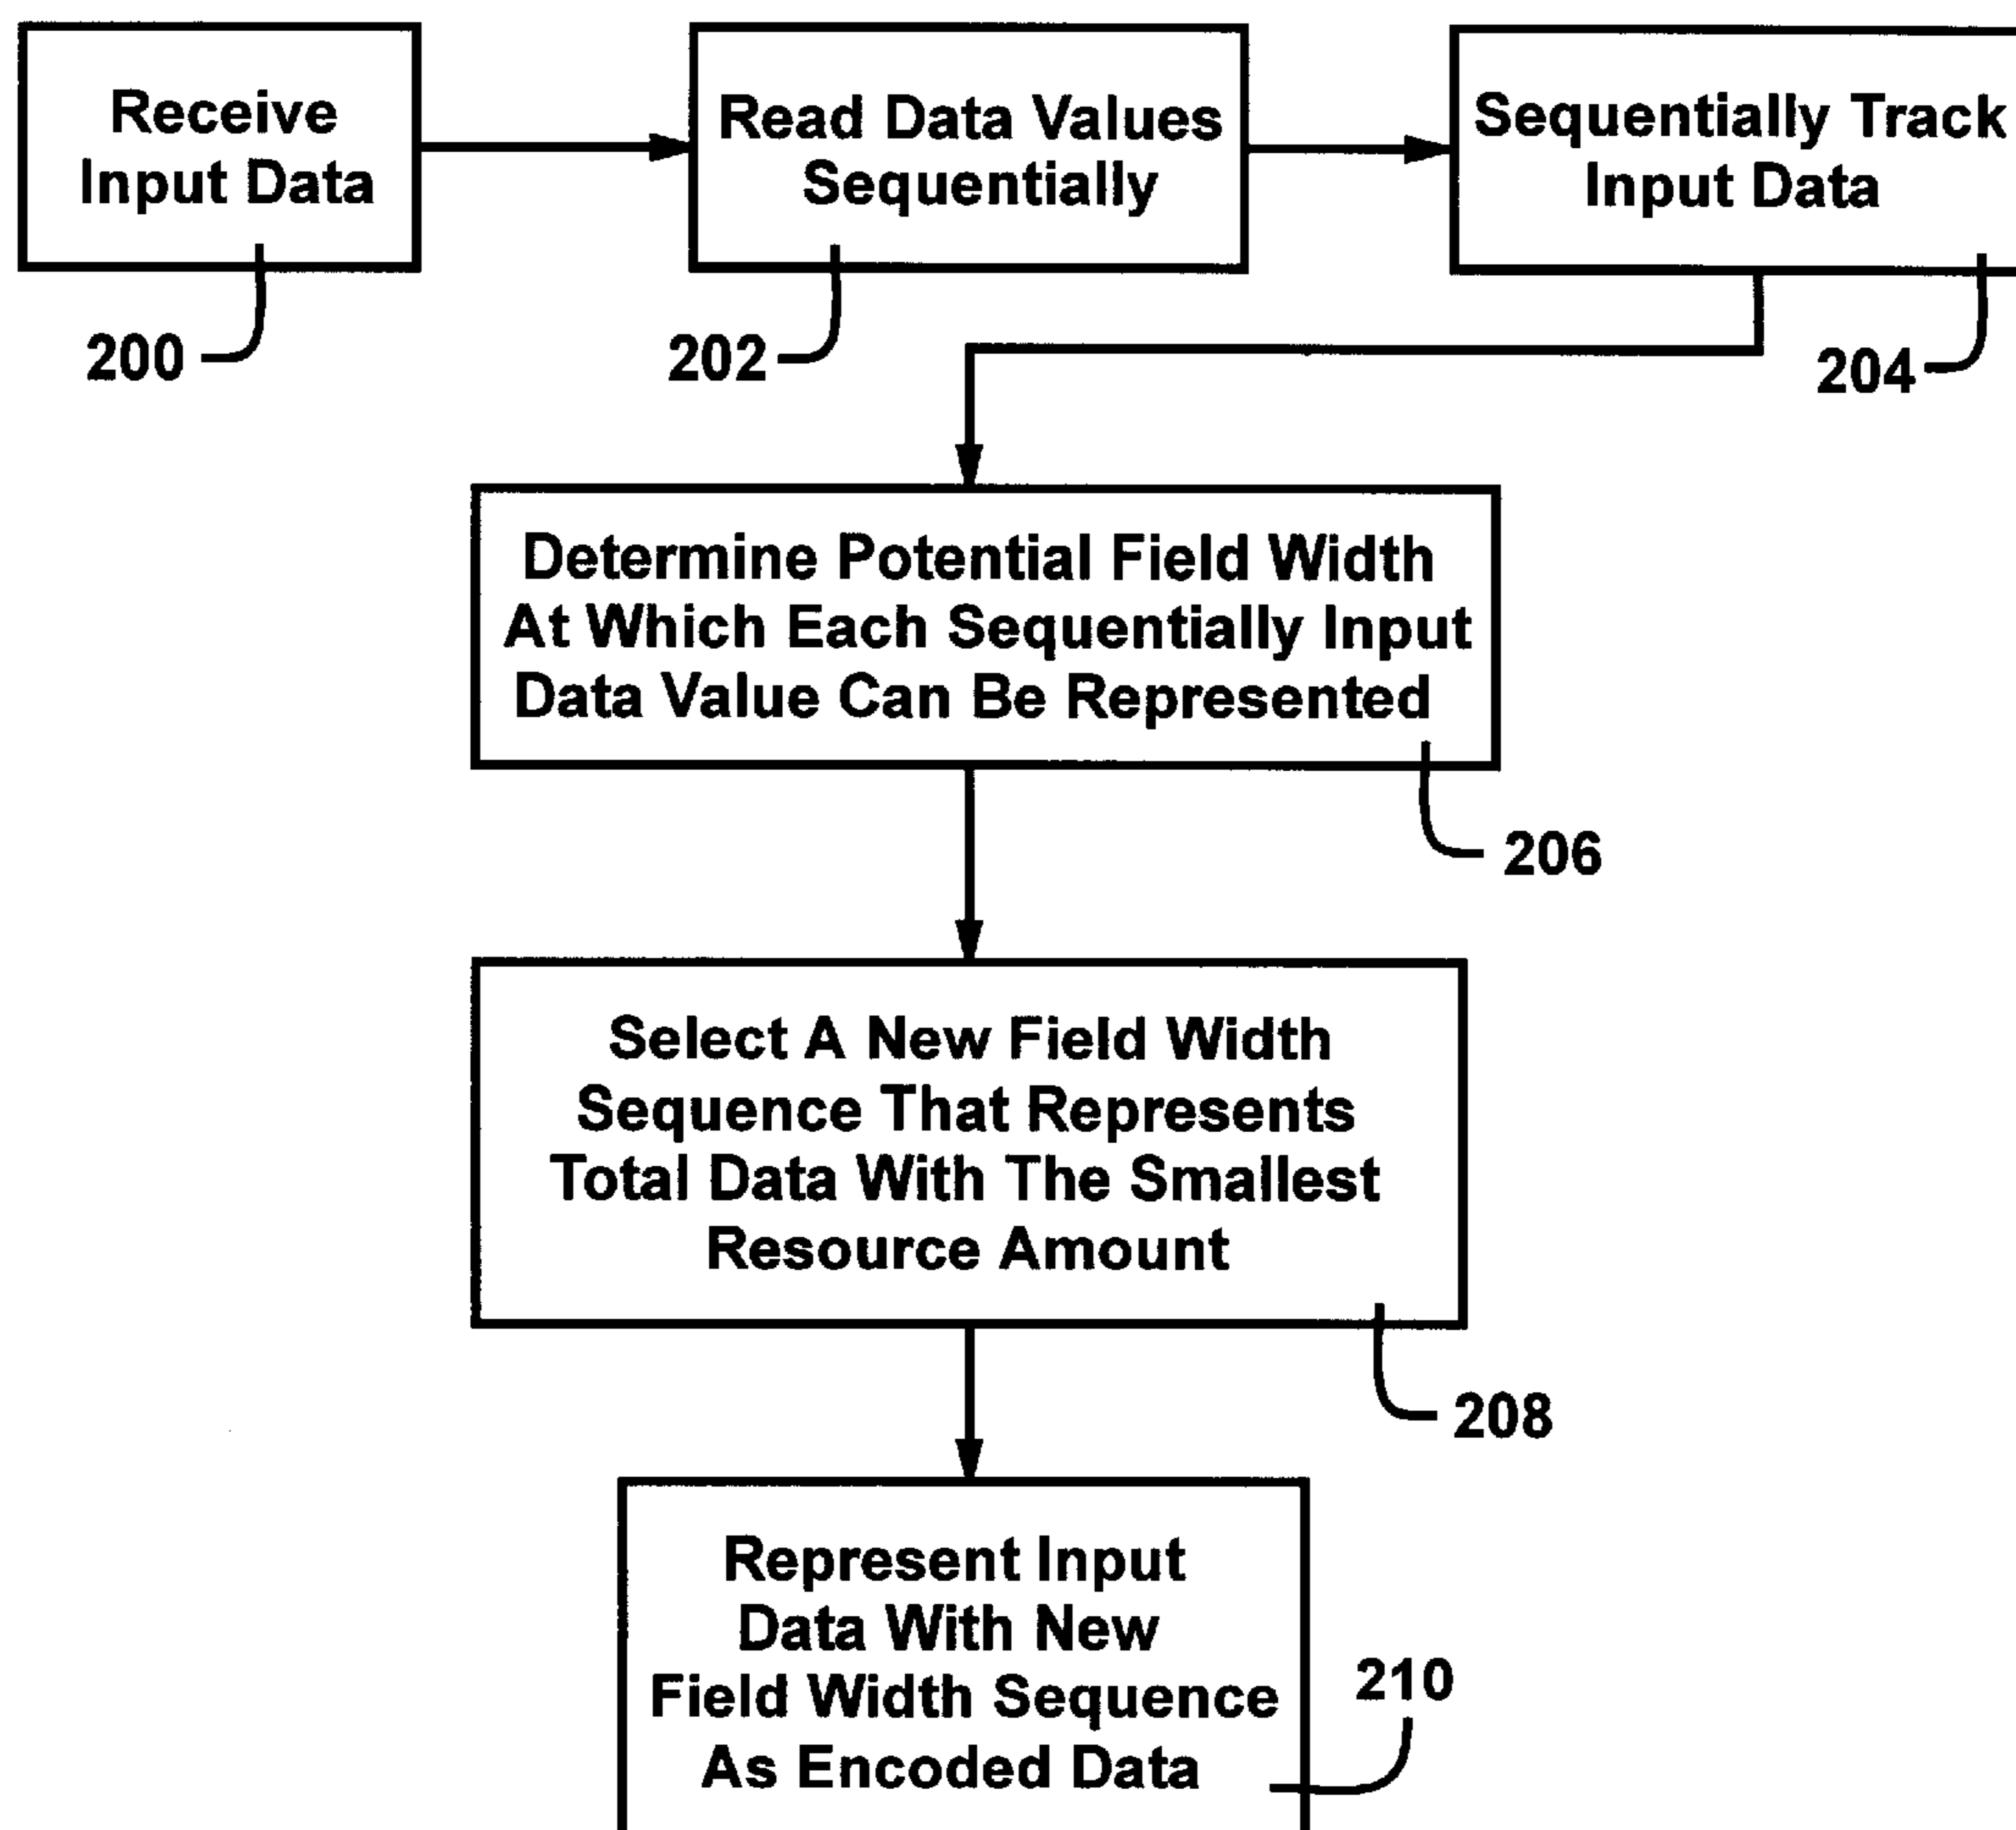 Receive
Input Data
200
Read Data Values
Sequentially
202
Sequentially Track
Input Data
204
Determine Potential Field Width
At Which Each Sequentially Input
Data Value Can Be Represented
206
Select A New Field Width
Sequence That Represents
Total Data With The Smallest
Resource Amount
208
Represent Input
Data With New
Field Width Sequence
As Encoded Data
210